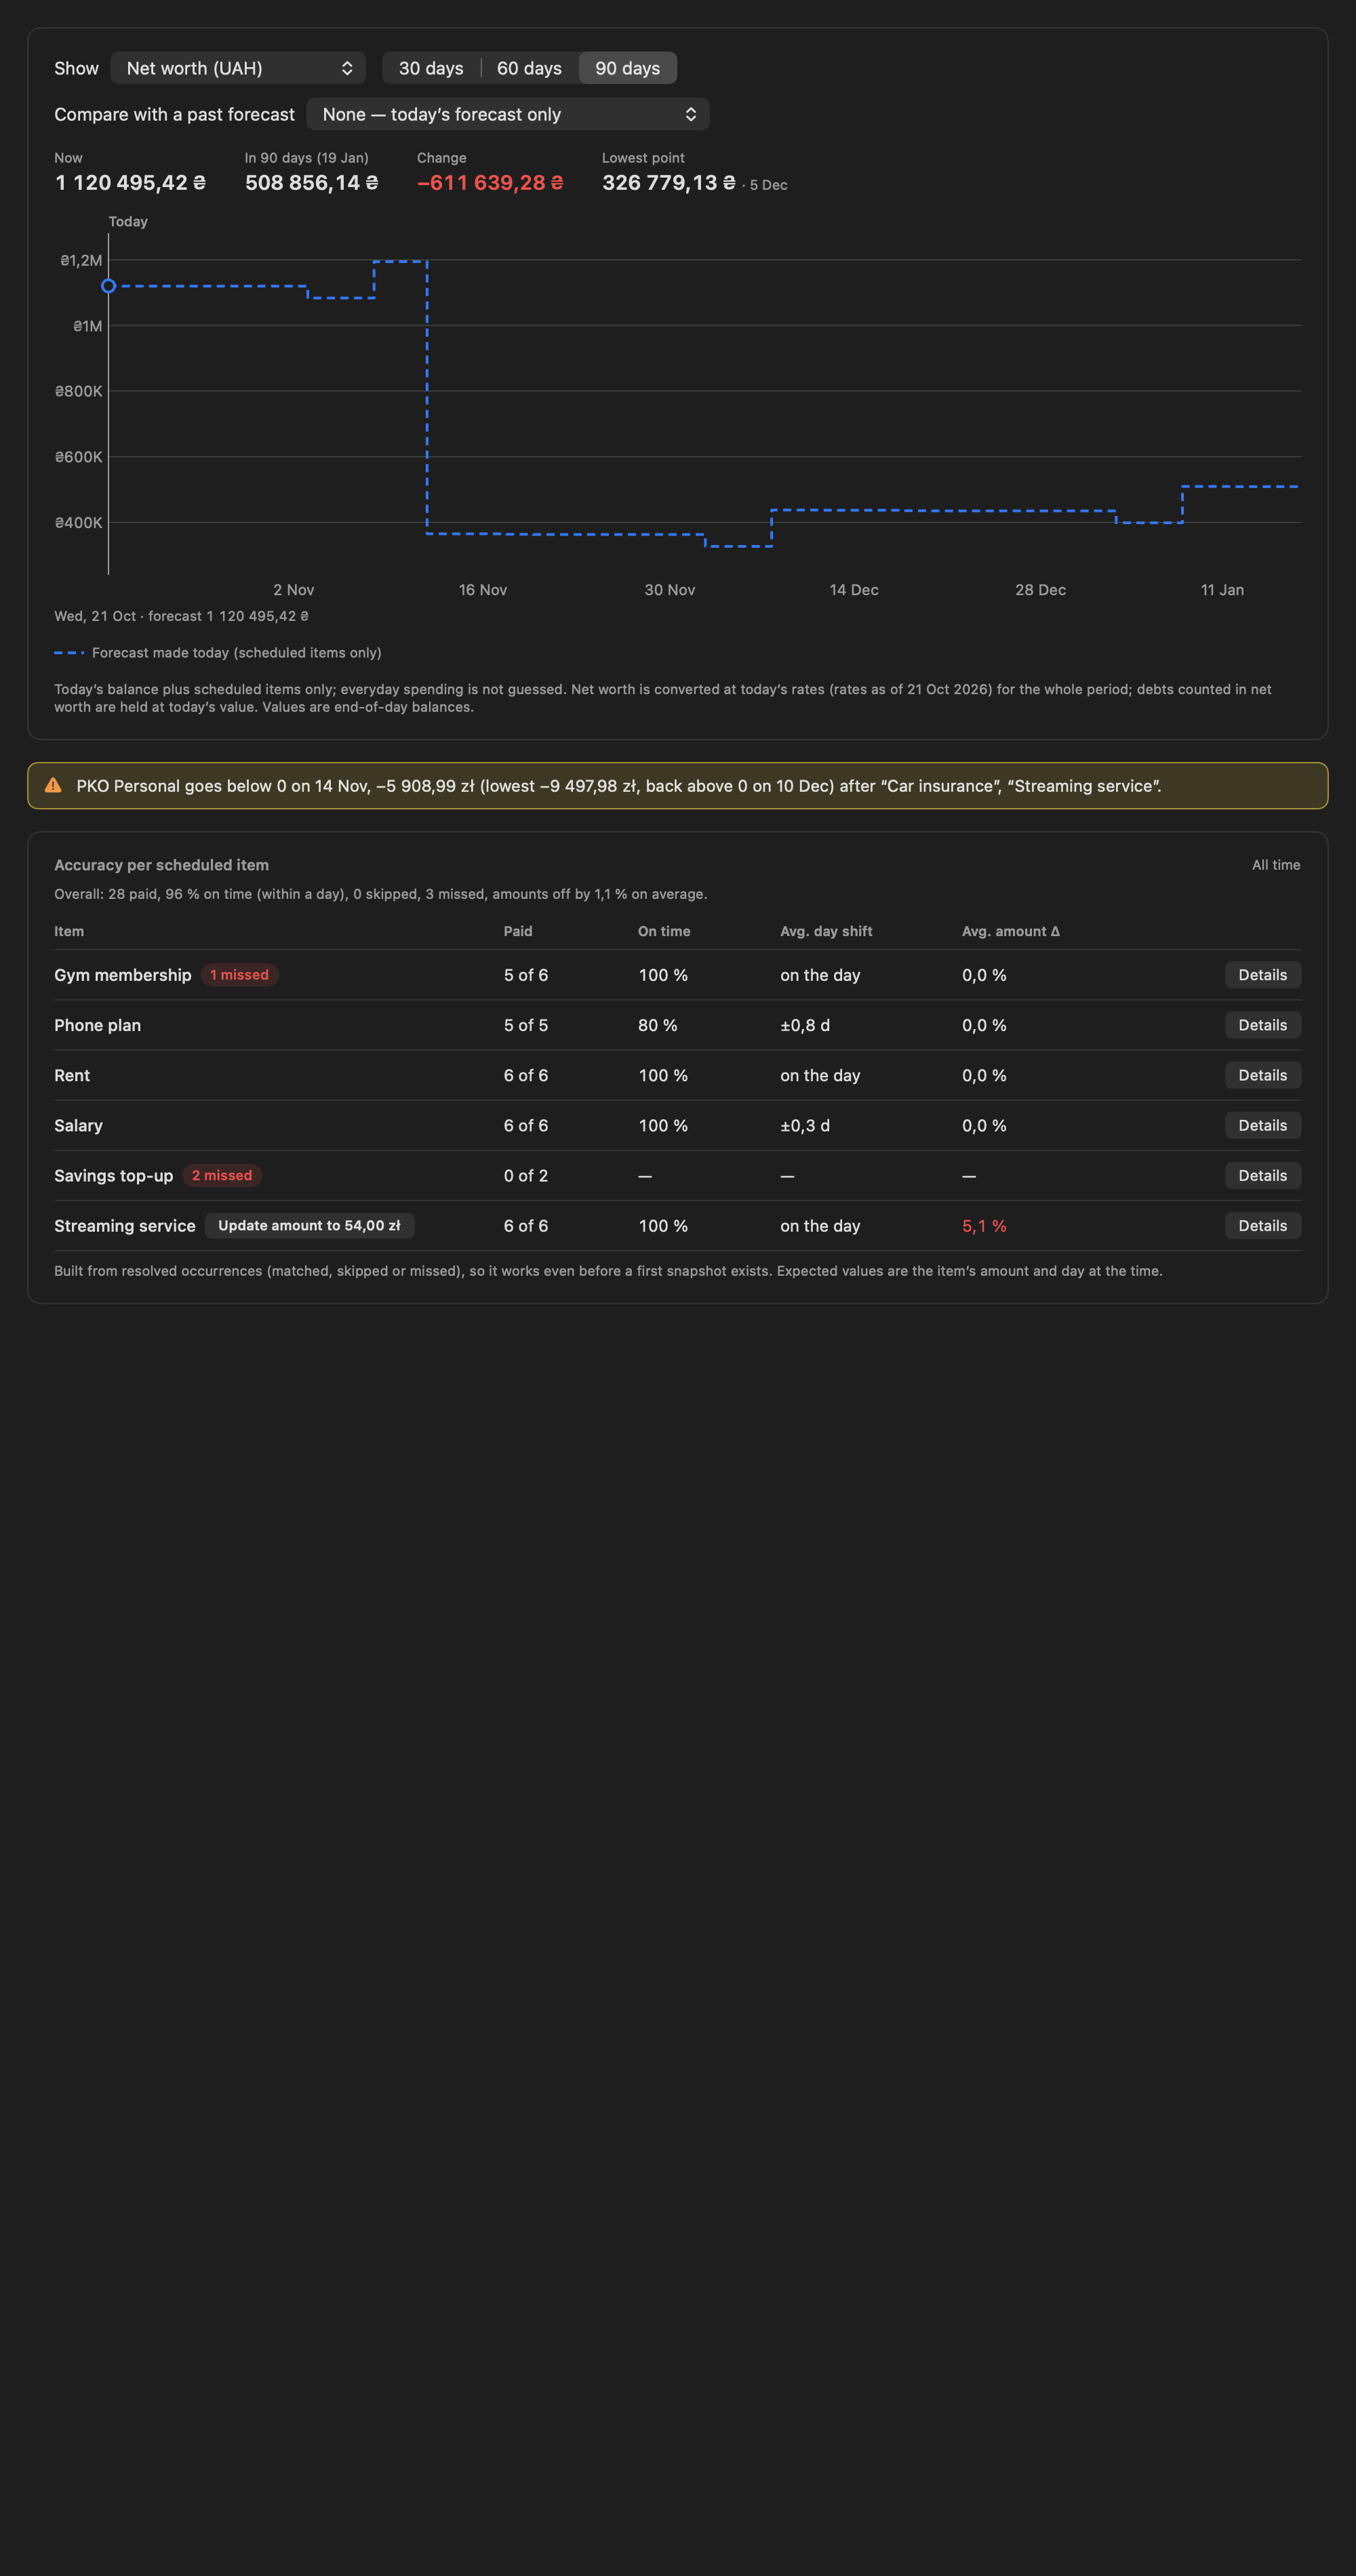 Show Net worth (UAH) 30 days 60 days 90 days
Compare with a past forecast None — today’s forecast only
Now In 90 days (19 Jan) Change Lowest point
1 120 495,42 ₴ 508 856,14 ₴ −611 639,28 ₴ 326 779,13 ₴ · 5 Dec
Today
₴1,2M
₴1M
₴800K
₴600K
₴400K
2 Nov 16 Nov 30 Nov 14 Dec 28 Dec 11 Jan
Wed, 21 Oct · forecast 1 120 495,42 ₴
Forecast made today (scheduled items only)
Today’s balance plus scheduled items only; everyday spending is not guessed. Net worth is converted at today’s rates (rates as of 21 Oct 2026) for the whole period; debts counted in net
worth are held at today’s value. Values are end-of-day balances.
PKO Personal goes below 0 on 14 Nov, −5 908,99 zł (lowest −9 497,98 zł, back above 0 on 10 Dec) after “Car insurance”, “Streaming service”.
Accuracy per scheduled item All time
Overall: 28 paid, 96 % on time (within a day), 0 skipped, 3 missed, amounts off by 1,1 % on average.
Item Paid On time Avg. day shift Avg. amount Δ
Gym membership 1 missed 5 of 6 100 % on the day 0,0 % Details
Phone plan 5 of 5 80 % ±0,8 d 0,0 % Details
Rent 6 of 6 100 % on the day 0,0 % Details
Salary 6 of 6 100 % ±0,3 d 0,0 % Details
Savings top-up 2 missed 0 of 2 — — — Details
Streaming service Update amount to 54,00 zł 6 of 6 100 % on the day 5,1 % Details
Built from resolved occurrences (matched, skipped or missed), so it works even before a first snapshot exists. Expected values are the item’s amount and day at the time.